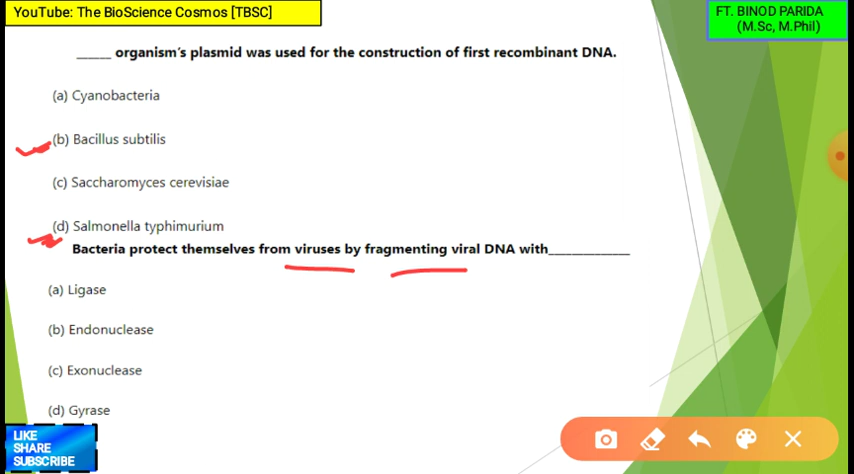 YouTube: The BioScience Cosmos [TBSC]
FT. BINOD PARIDA
(M.Sc, M.Phil)
______ organism's plasmid was used for the construction of first recombinant DNA.
(a) Cyanobacteria
(b) Bacillus subtilis
(c) Saccharomyces cerevisiae
(d) Salmonella typhimurium
Bacteria protect themselves from viruses by fragmenting viral DNA with______________
(a) Ligase
(b) Endonuclease
(c) Exonuclease
(d) Gyrase
LIKE
SHARE
SUBSCRIBE